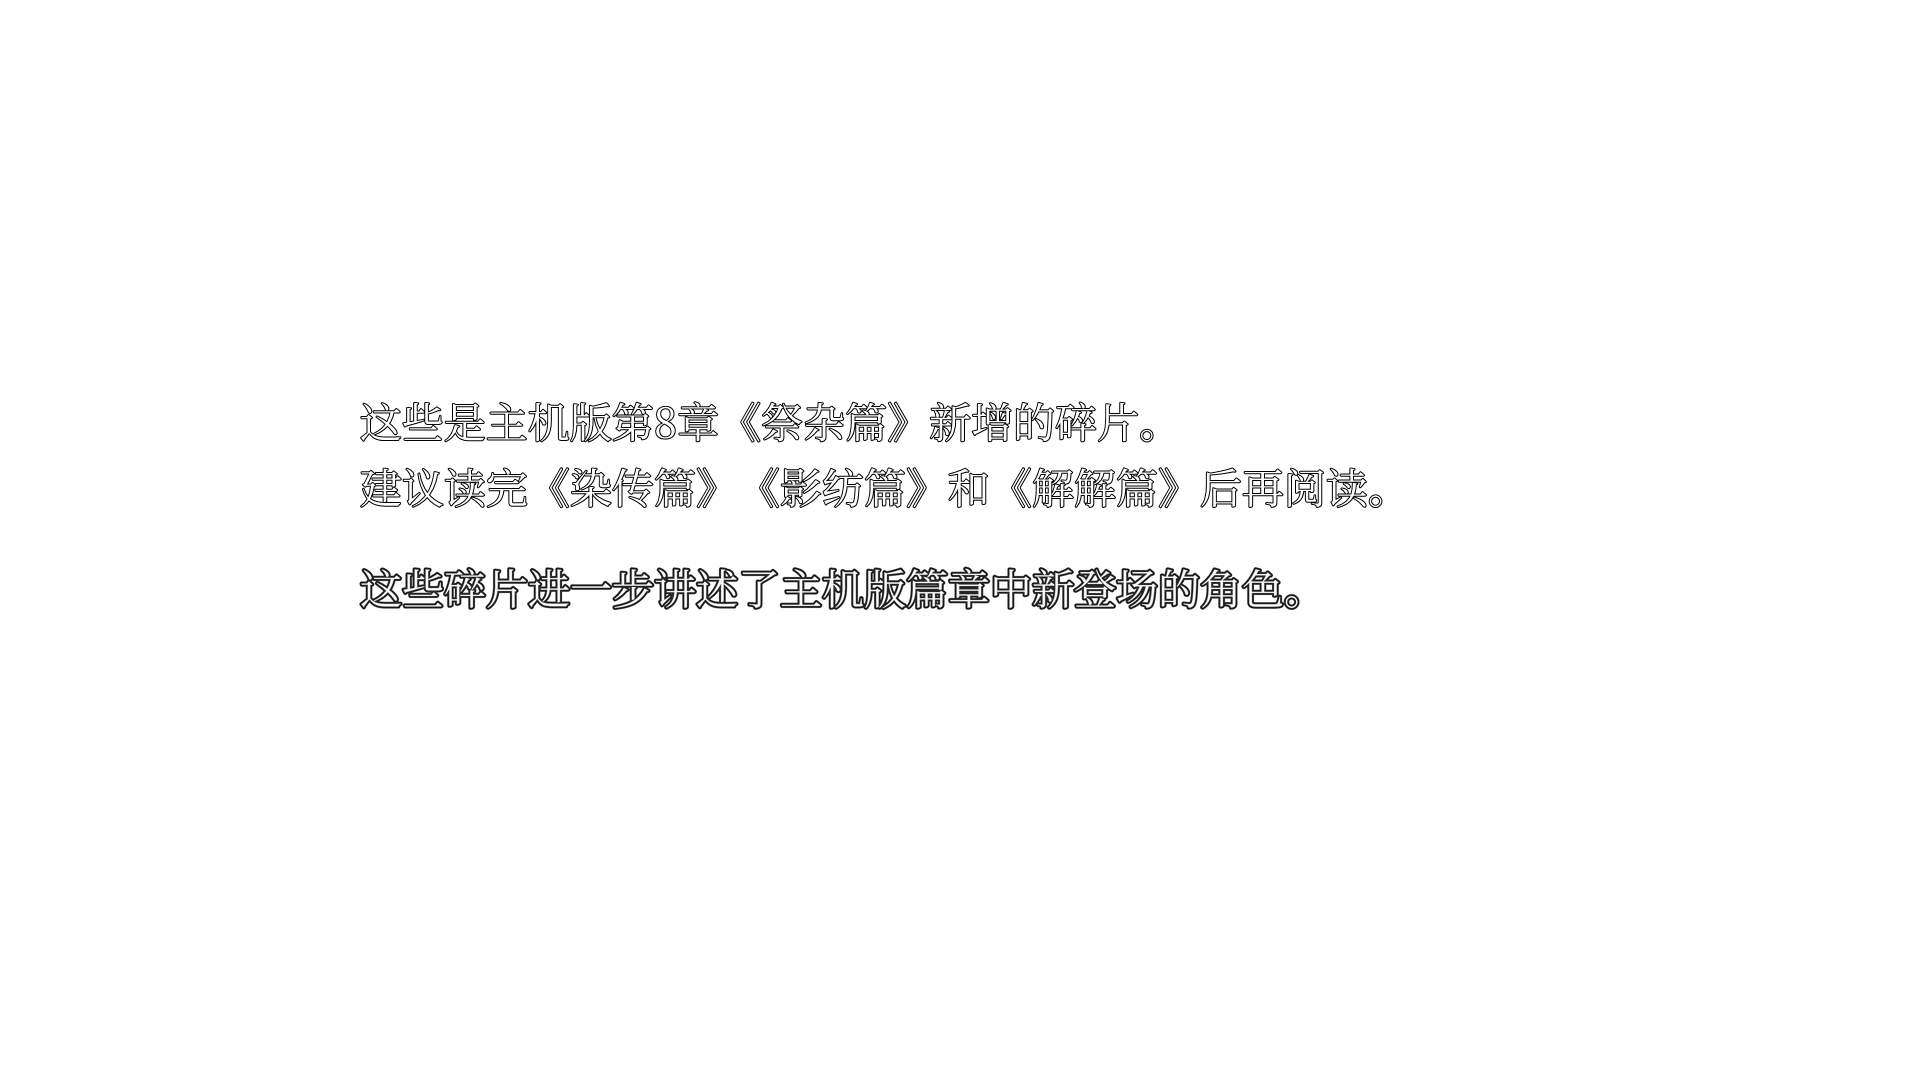 这些是主机版第8章《祭杂篇》新增的碎片。
建议读完《染传篇》《影纺篇》和《解解篇》后再阅读。
这些碎片进一步讲述了主机版篇章中新登场的角色。